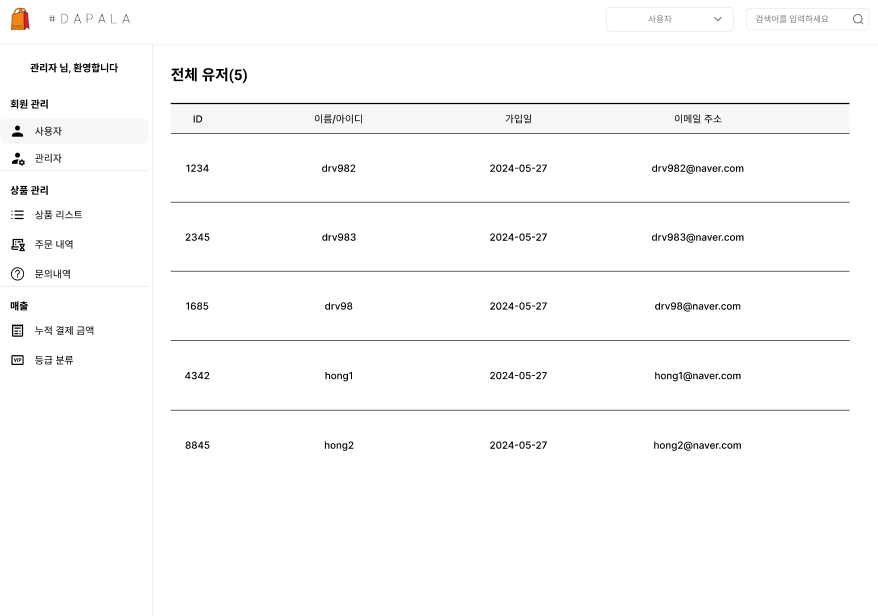 #DAPALA
사용자
검색어를 입력하세요
관리자 님, 환영합니다
회원 관리
사용자
관리자
상품 관리
상품 리스트
주문 내역
문의내역
매출
누적 결제 금액
VIP 등급 분류
전체 유저(5)
ID 이름/아이디 가입일 이메일 주소
1234 drv982 2024-05-27 drv982@naver.com
2345 drv983 2024-05-27 drv983@naver.com
1685 drv98 2024-05-27 drv98@naver.com
4342 hong1 2024-05-27 hong1@naver.com
8845 hong2 2024-05-27 hong2@naver.com